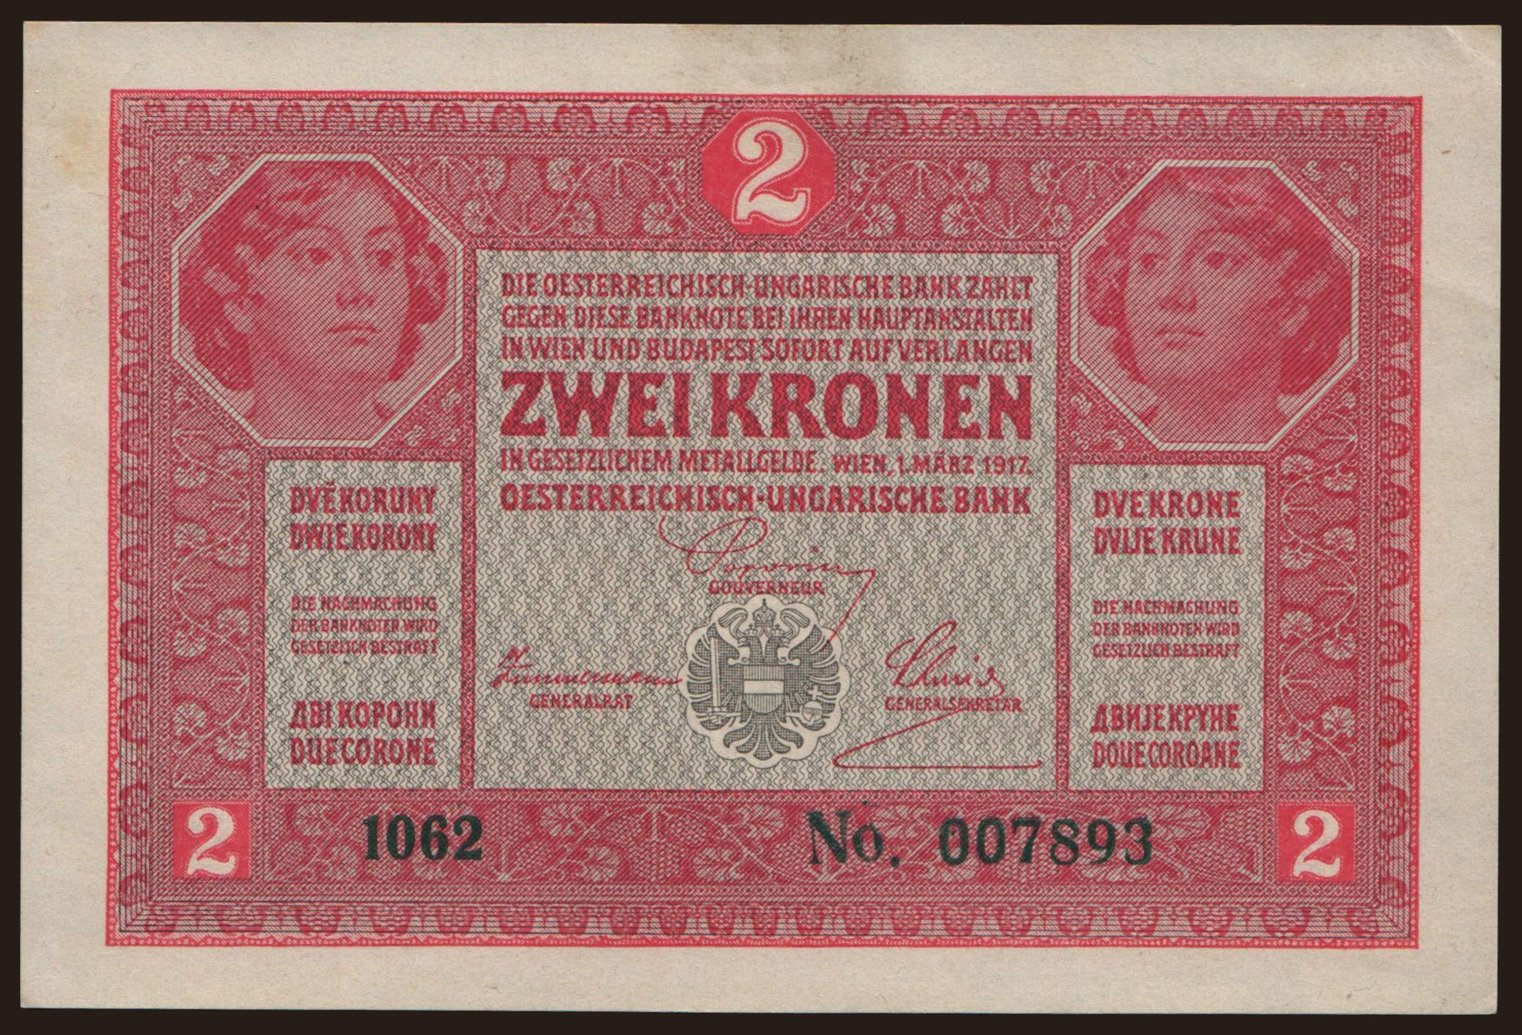 2
DIE OESTERREICHISCH-UNGARISCHE BANK ZAHLT
GEGEN DIESE BANKNOTE BEI IHREN HAUPTANSTALTEN
IN WIEN UND BUDAPEST SOFORT AUF VERLANGEN
ZWEI KRONEN
IN GESETZLICHEM METALLGELDE. WIEN, 1. MÄRZ 1917.
OESTERREICHISCH-UNGARISCHE BANK
Popovics
GOUVERNEUR
GENERALRAT
GENERALSEKRETÄR
DVĚ KORUNY
DWIE KORONY
DIE NACHMACHUNG
DER BANKNOTEN WIRD
GESETZLICH BESTRAFT
ДВІ КОРОНИ
DUE CORONE
DVE KRONE
DVIJE KRUNE
DIE NACHMACHUNG
DER BANKNOTEN WIRD
GESETZLICH BESTRAFT
ДВИЈЕ КРУНЕ
DOUE COROANE
2
1062
No. 007893
2